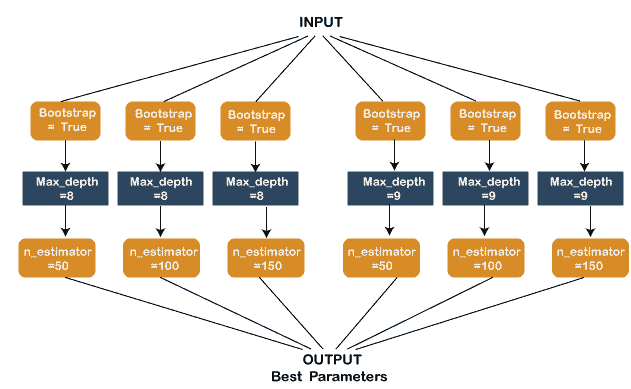 INPUT
Bootstrap
= True
Bootstrap
= True
Bootstrap
= True
Bootstrap
= True
Bootstrap
= True
Bootstrap
= True
Max_depth
=8
Max_depth
=8
Max_depth
=8
Max_depth
=9
Max_depth
=9
Max_depth
=9
n_estimator
=50
n_estimator
=100
n_estimator
=150
n_estimator
=50
n_estimator
=100
n_estimator
=150
OUTPUT
Best Parameters